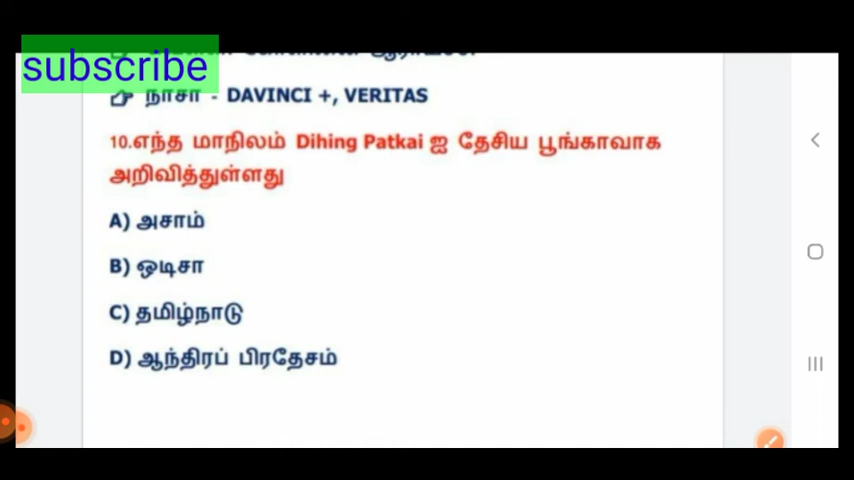 subscribe
நாசா - DAVINCI +, VERITAS
10.எந்த மாநிலம் Dihing Patkai ஐ தேசிய பூங்காவாக
அறிவித்துள்ளது
A) அசாம்
B) ஒடிசா
C) தமிழ்நாடு
D) ஆந்திரப் பிரதேசம்